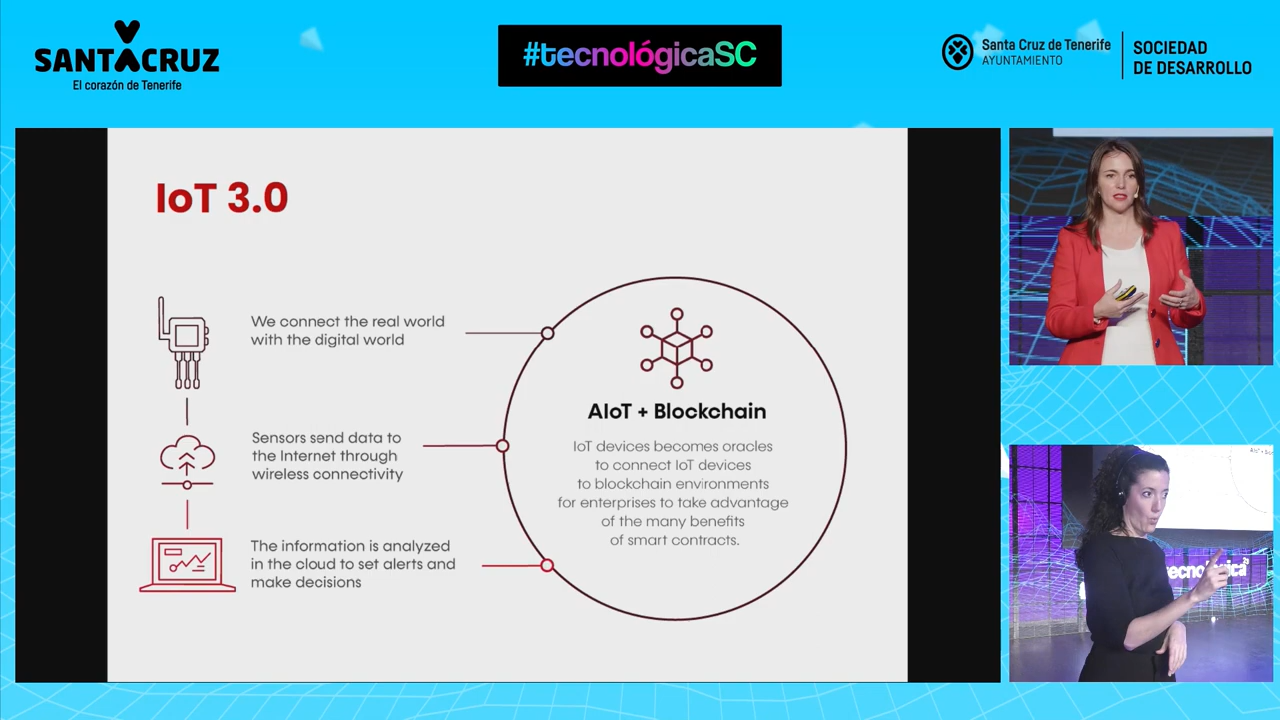 SANTACRUZ
El corazón de Tenerife
#tecnológicaSC
Santa Cruz de Tenerife
AYUNTAMIENTO
SOCIEDAD
DE DESARROLLO
IoT 3.0
We connect the real world
with the digital world
Sensors send data to
the Internet through
wireless connectivity
The information is analyzed
in the cloud to set alerts and
make decisions
AIoT + Blockchain
IoT devices becomes oracles
to connect IoT devices
to blockchain environments
for enterprises to take advantage
of the many benefits
of smart contracts.
tecnológica